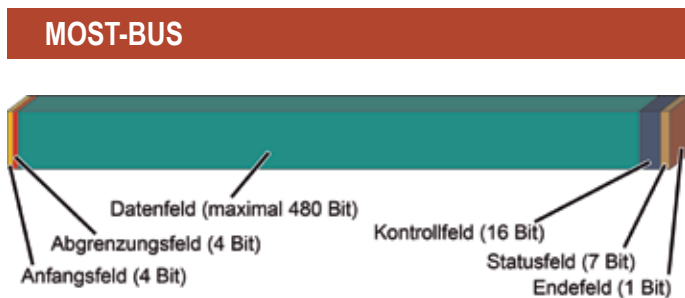 MOST-BUS
Datenfeld (maximal 480 Bit)
Abgrenzungsfeld (4 Bit)
Anfangsfeld (4 Bit)
Kontrollfeld (16 Bit)
Statusfeld (7 Bit)
Endefeld (1 Bit)